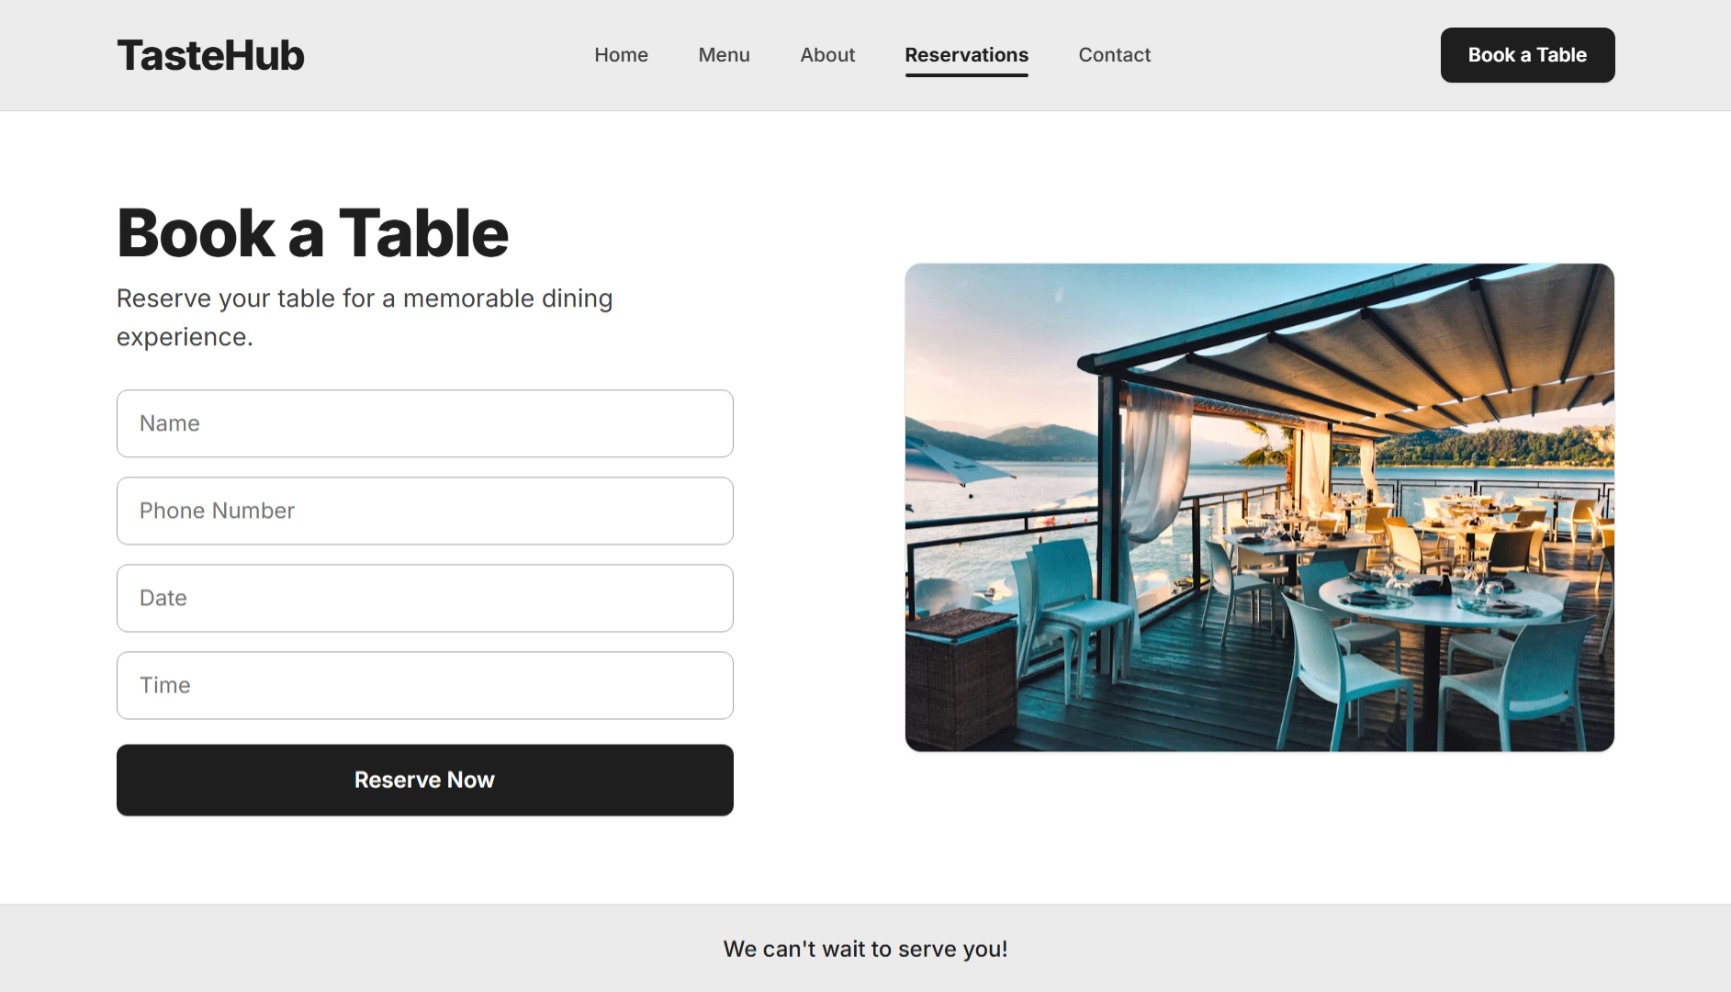 TasteHub
Home
Menu
About
Reservations
Contact
Book a Table
Book a Table
Reserve your table for a memorable dining
experience.
Name
Phone Number
Date
Time
Reserve Now
We can't wait to serve you!